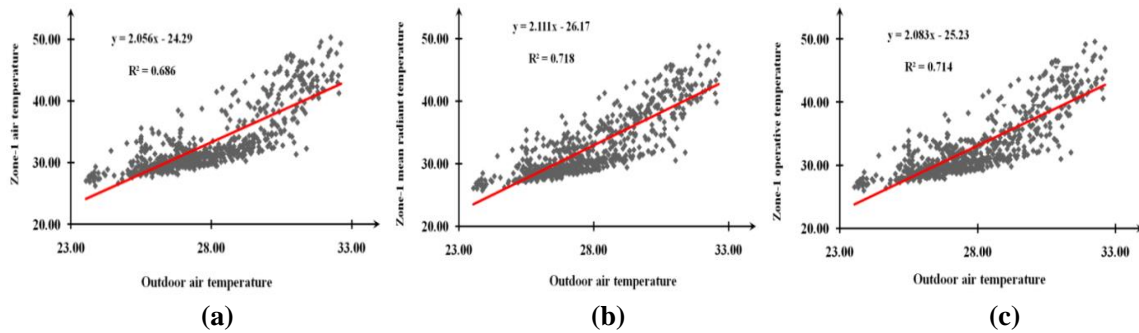 y = 2.056x - 24.29
R² = 0.686
Zone-1 air temperature
50.00
40.00
30.00
20.00
23.00 28.00 33.00
Outdoor air temperature
(a)
y = 2.111x - 26.17
R² = 0.718
Zone-1 mean radiant temperature
50.00
40.00
30.00
20.00
23.00 28.00 33.00
Outdoor air temperature
(b)
y = 2.083x - 25.23
R² = 0.714
Zone-1 operative temperature
50.00
40.00
30.00
20.00
23.00 28.00 33.00
Outdoor air temperature
(c)